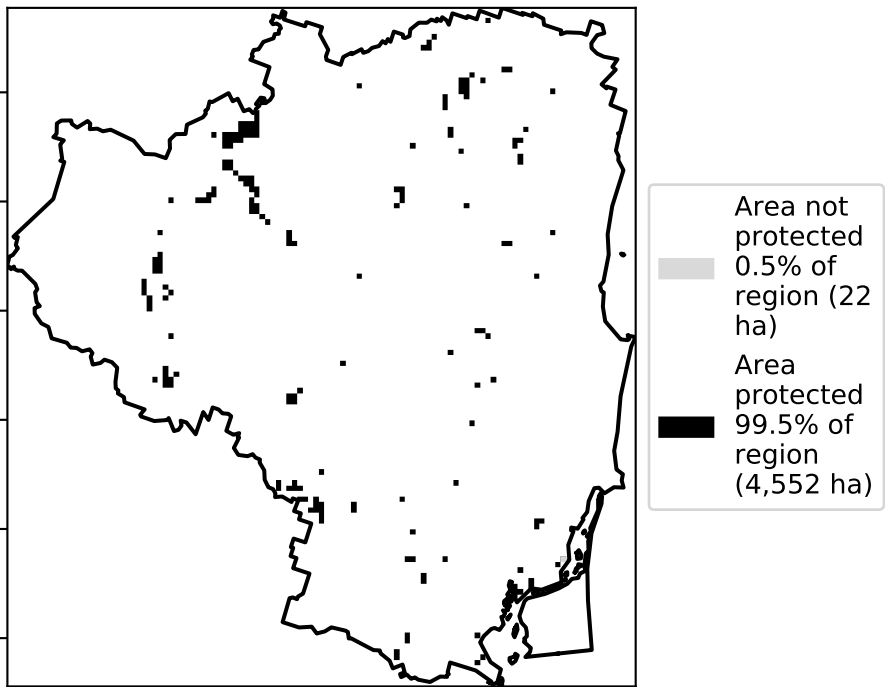 Area not
protected
0.5% of
region (22
ha)
Area
protected
99.5% of
region
(4,552 ha)